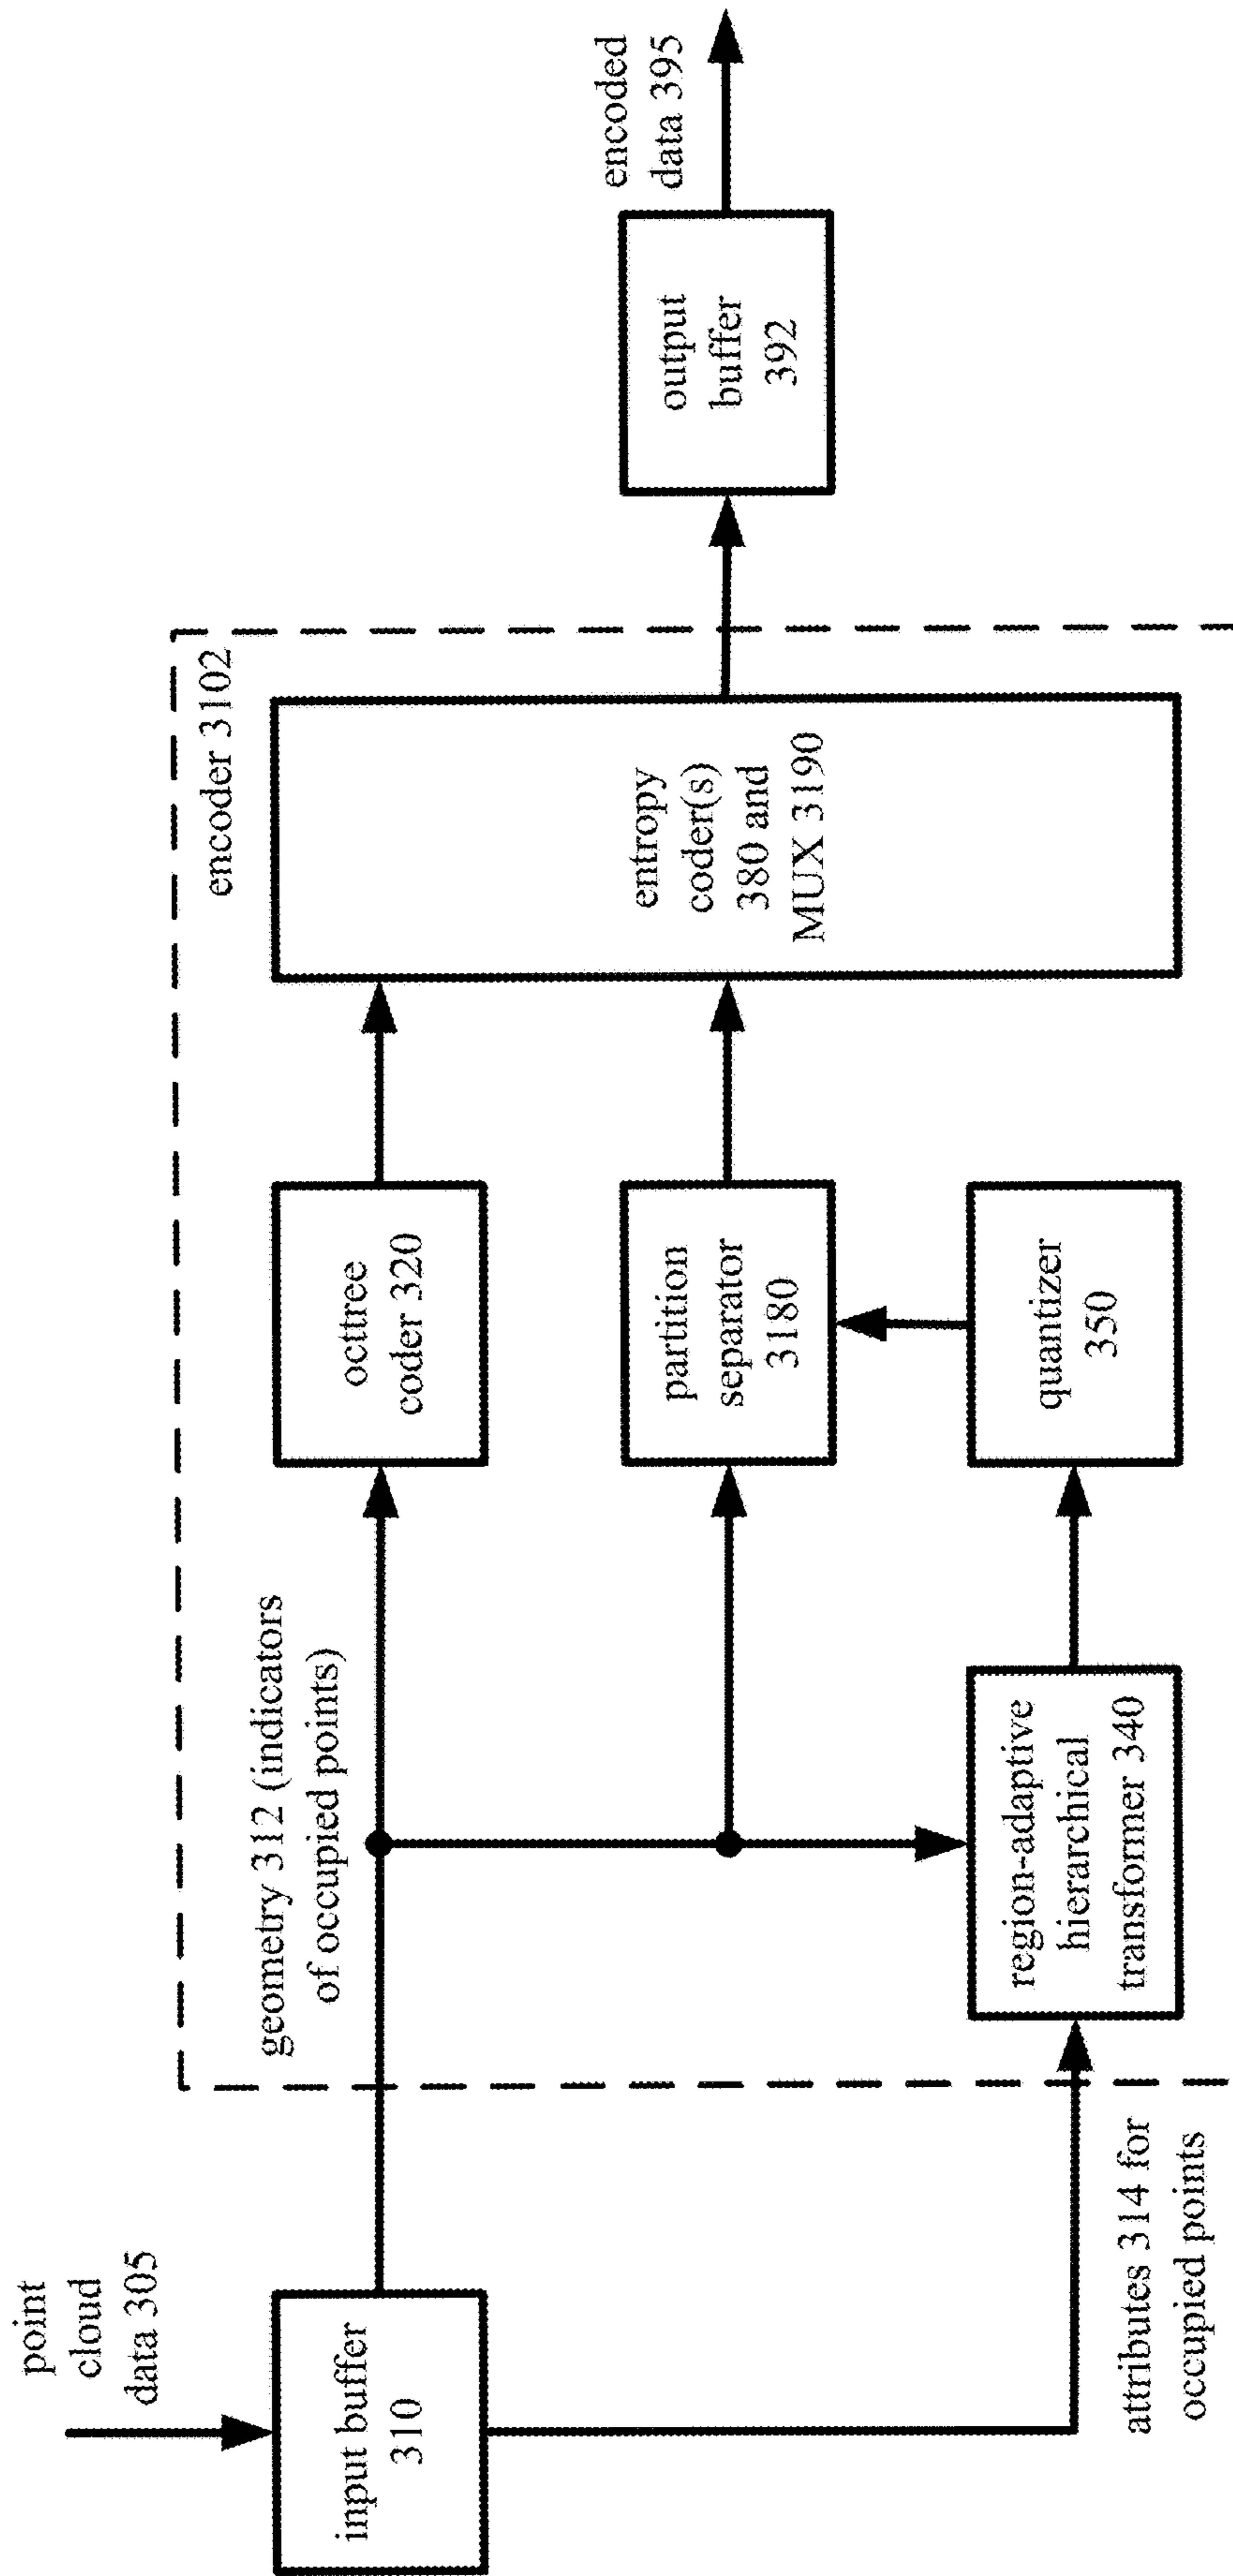 point
cloud
data 305
input buffer
310
geometry 312 (indicators
of occupied points)
attributes 314 for
occupied points
encoder 3102
octtree
coder 320
partition
separator
3180
region-adaptive
hierarchical
transformer 340
quantizer
350
entropy
coder(s)
380 and
MUX 3190
output
buffer
392
encoded
data 395